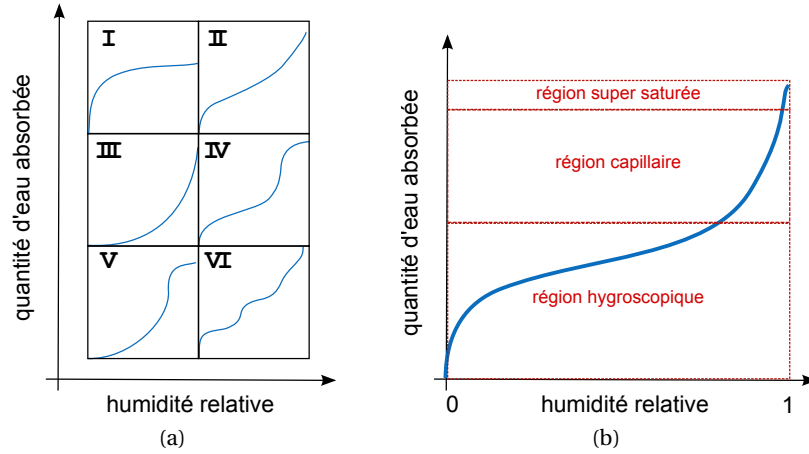 I
II
III
IV
V
VI
quantité d'eau absorbée
humidité relative
(a)
région super saturée
région capillaire
région hygroscopique
quantité d'eau absorbée
0
humidité relative
1
(b)